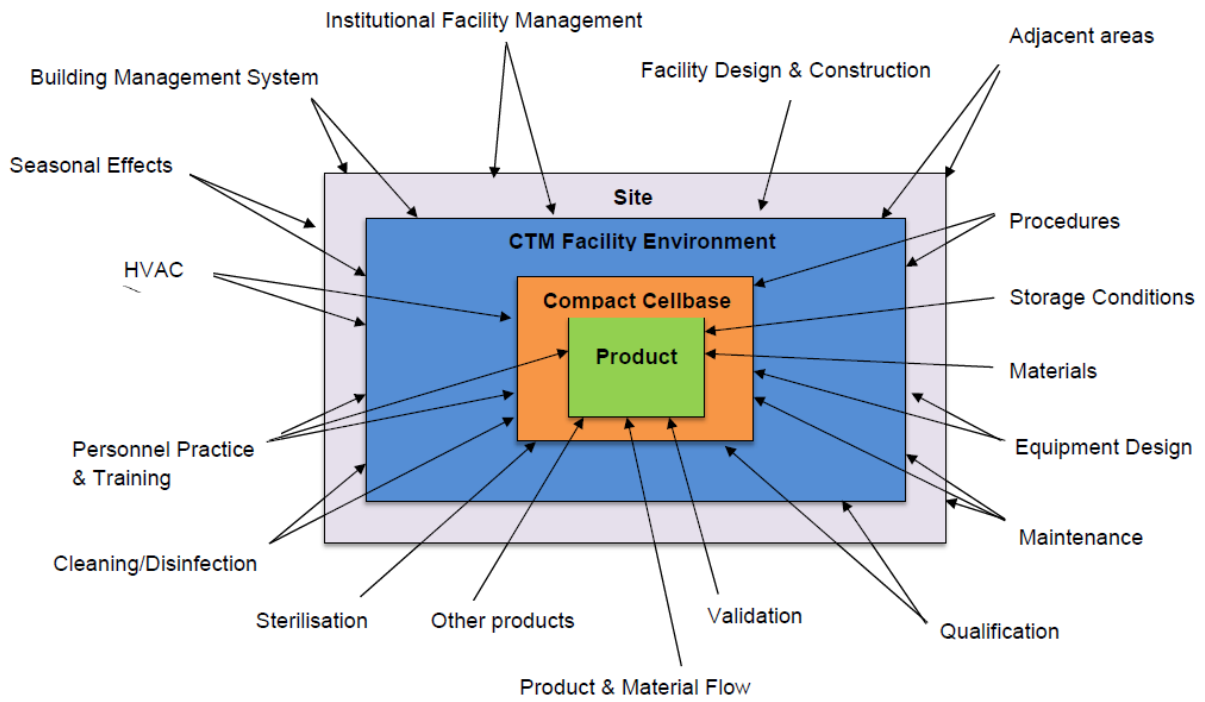 Institutional Facility Management
Adjacent areas
Facility Design & Construction
Building Management System
Seasonal Effects
Site
Procedures
CTM Facility Environment
HVAC
Storage Conditions
Compact Cellbase
Product
Materials
Personnel Practice
& Training
Equipment Design
Maintenance
Cleaning/Disinfection
Sterilisation
Other products
Validation
Qualification
Product & Material Flow